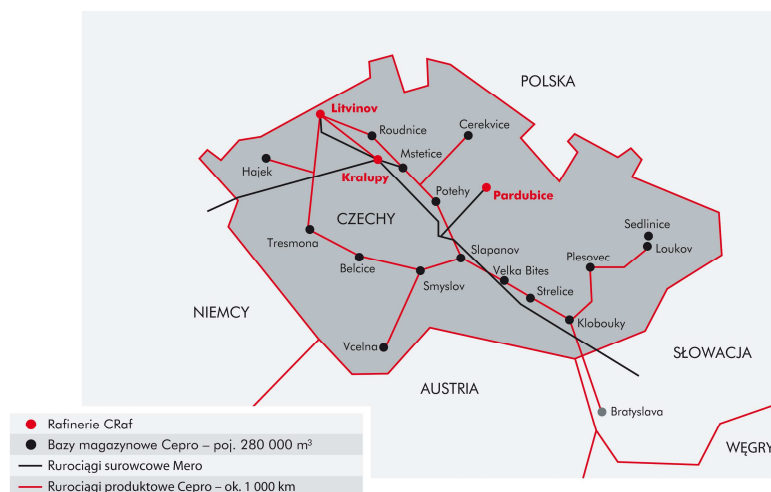 POLSKA
Litvinov
Roudnice
Cerekvice
Mstetice
Hajek
Kralupy
Potehy
Pardubice
CZECHY
Sedlinice
Tresmona
Slapanov
Loukov
Belcice
Plesovec
Velka Bites
Smyslov
Strelice
NIEMCY
Klobouky
Vcelna
SŁOWACJA
AUSTRIA
Bratyslava
WĘGRY
Rafinerie CRaf
Bazy magazynowe Cepro – poj. 280 000 m³
Rurociągi surowcowe Mero
Rurociągi produktowe Cepro – ok. 1 000 km